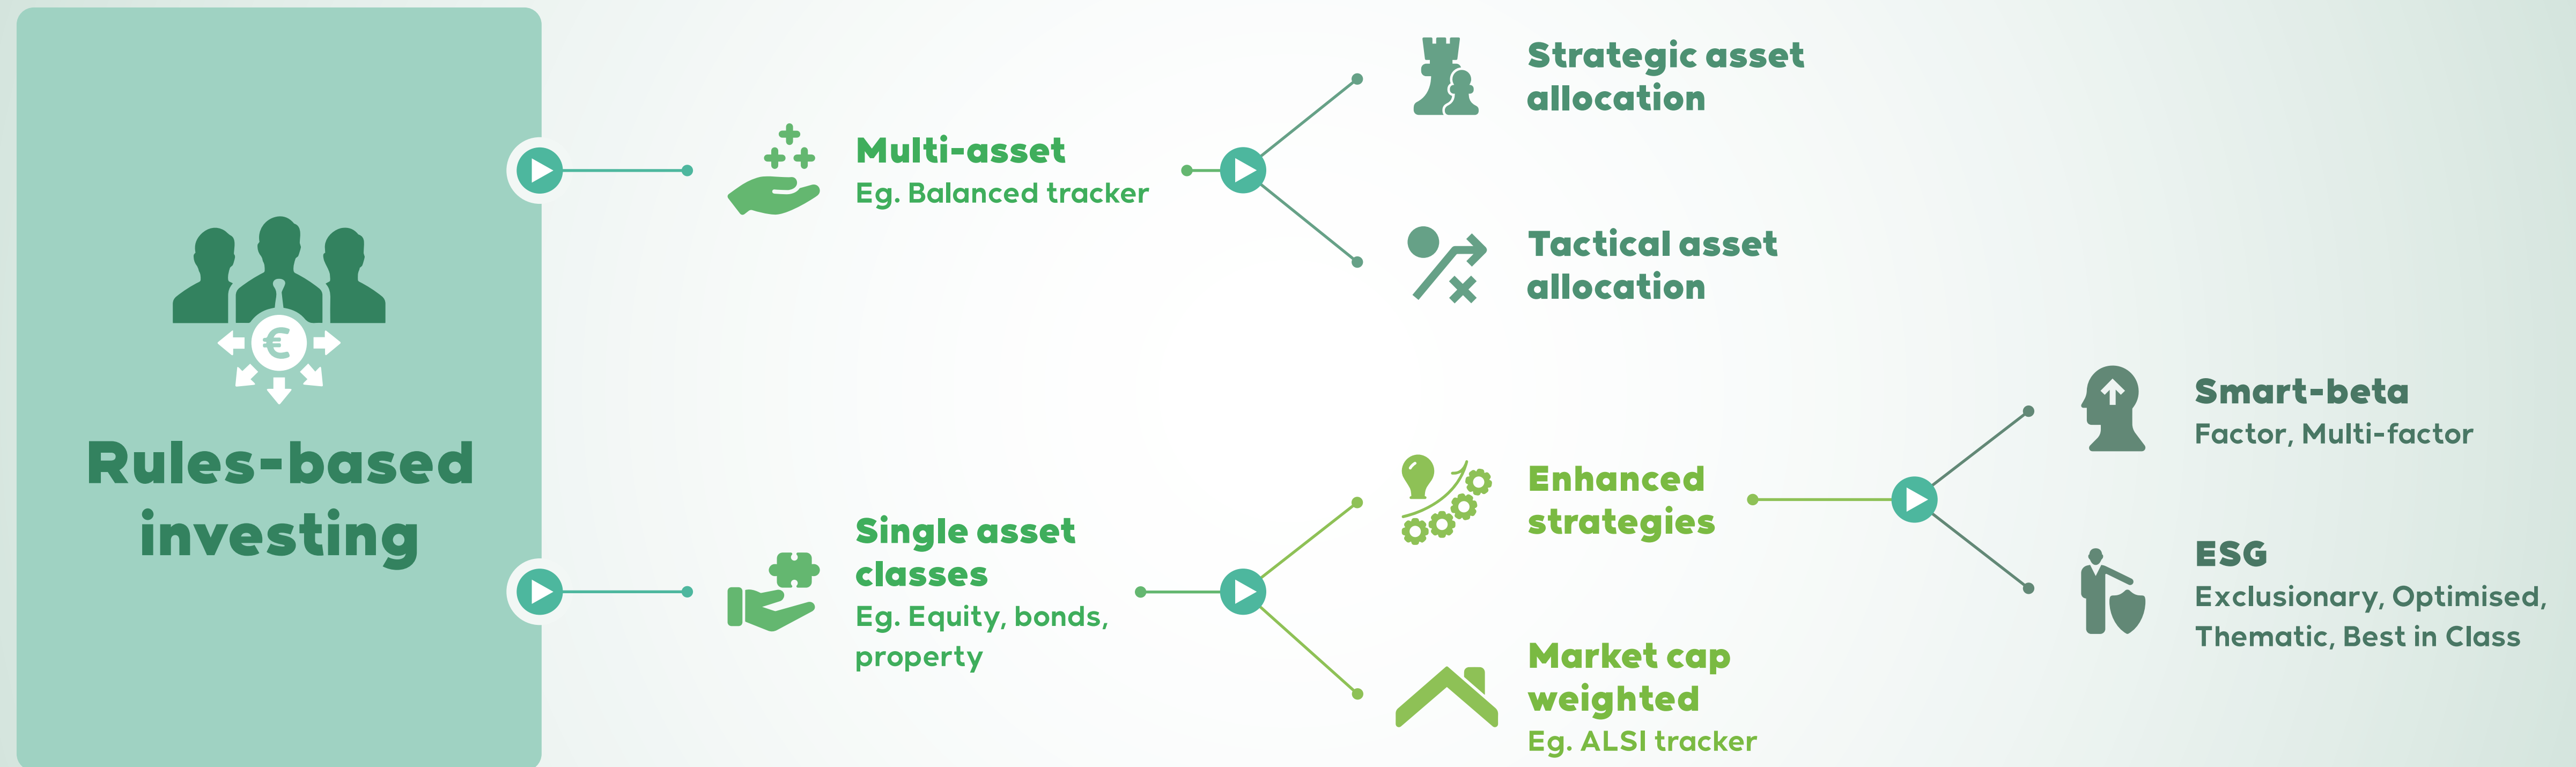 Rules-based
investing
Multi-asset
Eg. Balanced tracker
Strategic asset
allocation
Tactical asset
allocation
Single asset
classes
Eg. Equity, bonds,
property
Enhanced
strategies
Market cap
weighted
Eg. ALSI tracker
Smart-beta
Factor, Multi-factor
ESG
Exclusionary, Optimised,
Thematic, Best in Class